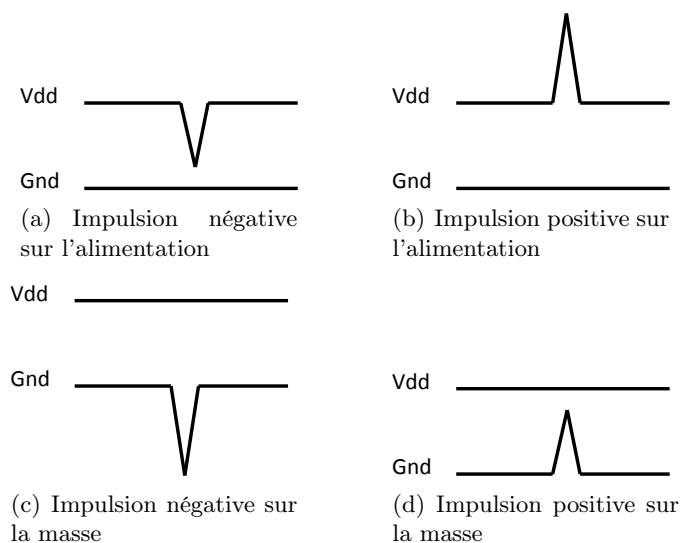 Vdd
Gnd
(a) Impulsion négative
sur l'alimentation
Vdd
Gnd
(b) Impulsion positive sur
l'alimentation
Vdd
Gnd
(c) Impulsion négative sur
la masse
Vdd
Gnd
(d) Impulsion positive sur
la masse